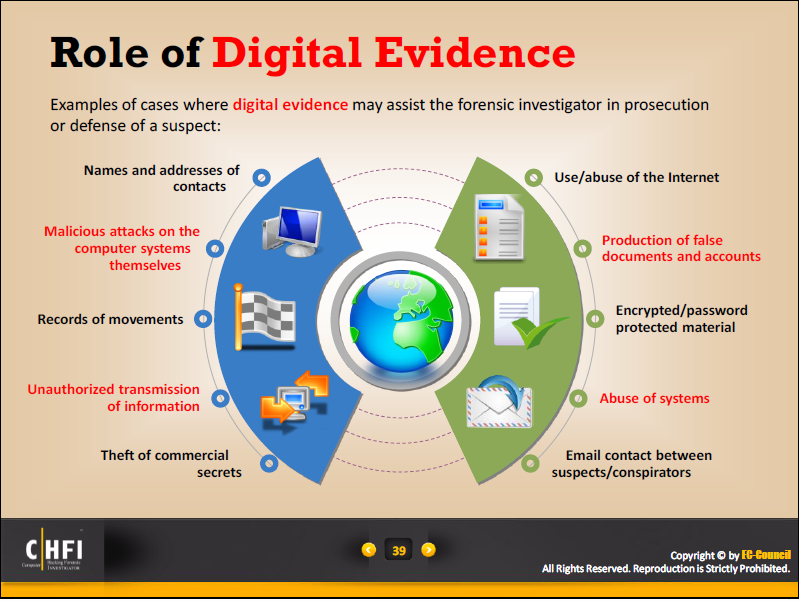 Role of Digital Evidence
Examples of cases where digital evidence may assist the forensic investigator in prosecution
or defense of a suspect:
Names and addresses of
contacts
Malicious attacks on the
computer systems
themselves
Records of movements
Unauthorized transmission
of information
Theft of commercial
secrets
Use/abuse of the Internet
Production of false
documents and accounts
Encrypted/password
protected material
Abuse of systems
Email contact between
suspects/conspirators
CHFI
Computer Hacking Forensic
INVESTIGATOR
39
Copyright © by EC-Council
All Rights Reserved. Reproduction is Strictly Prohibited.